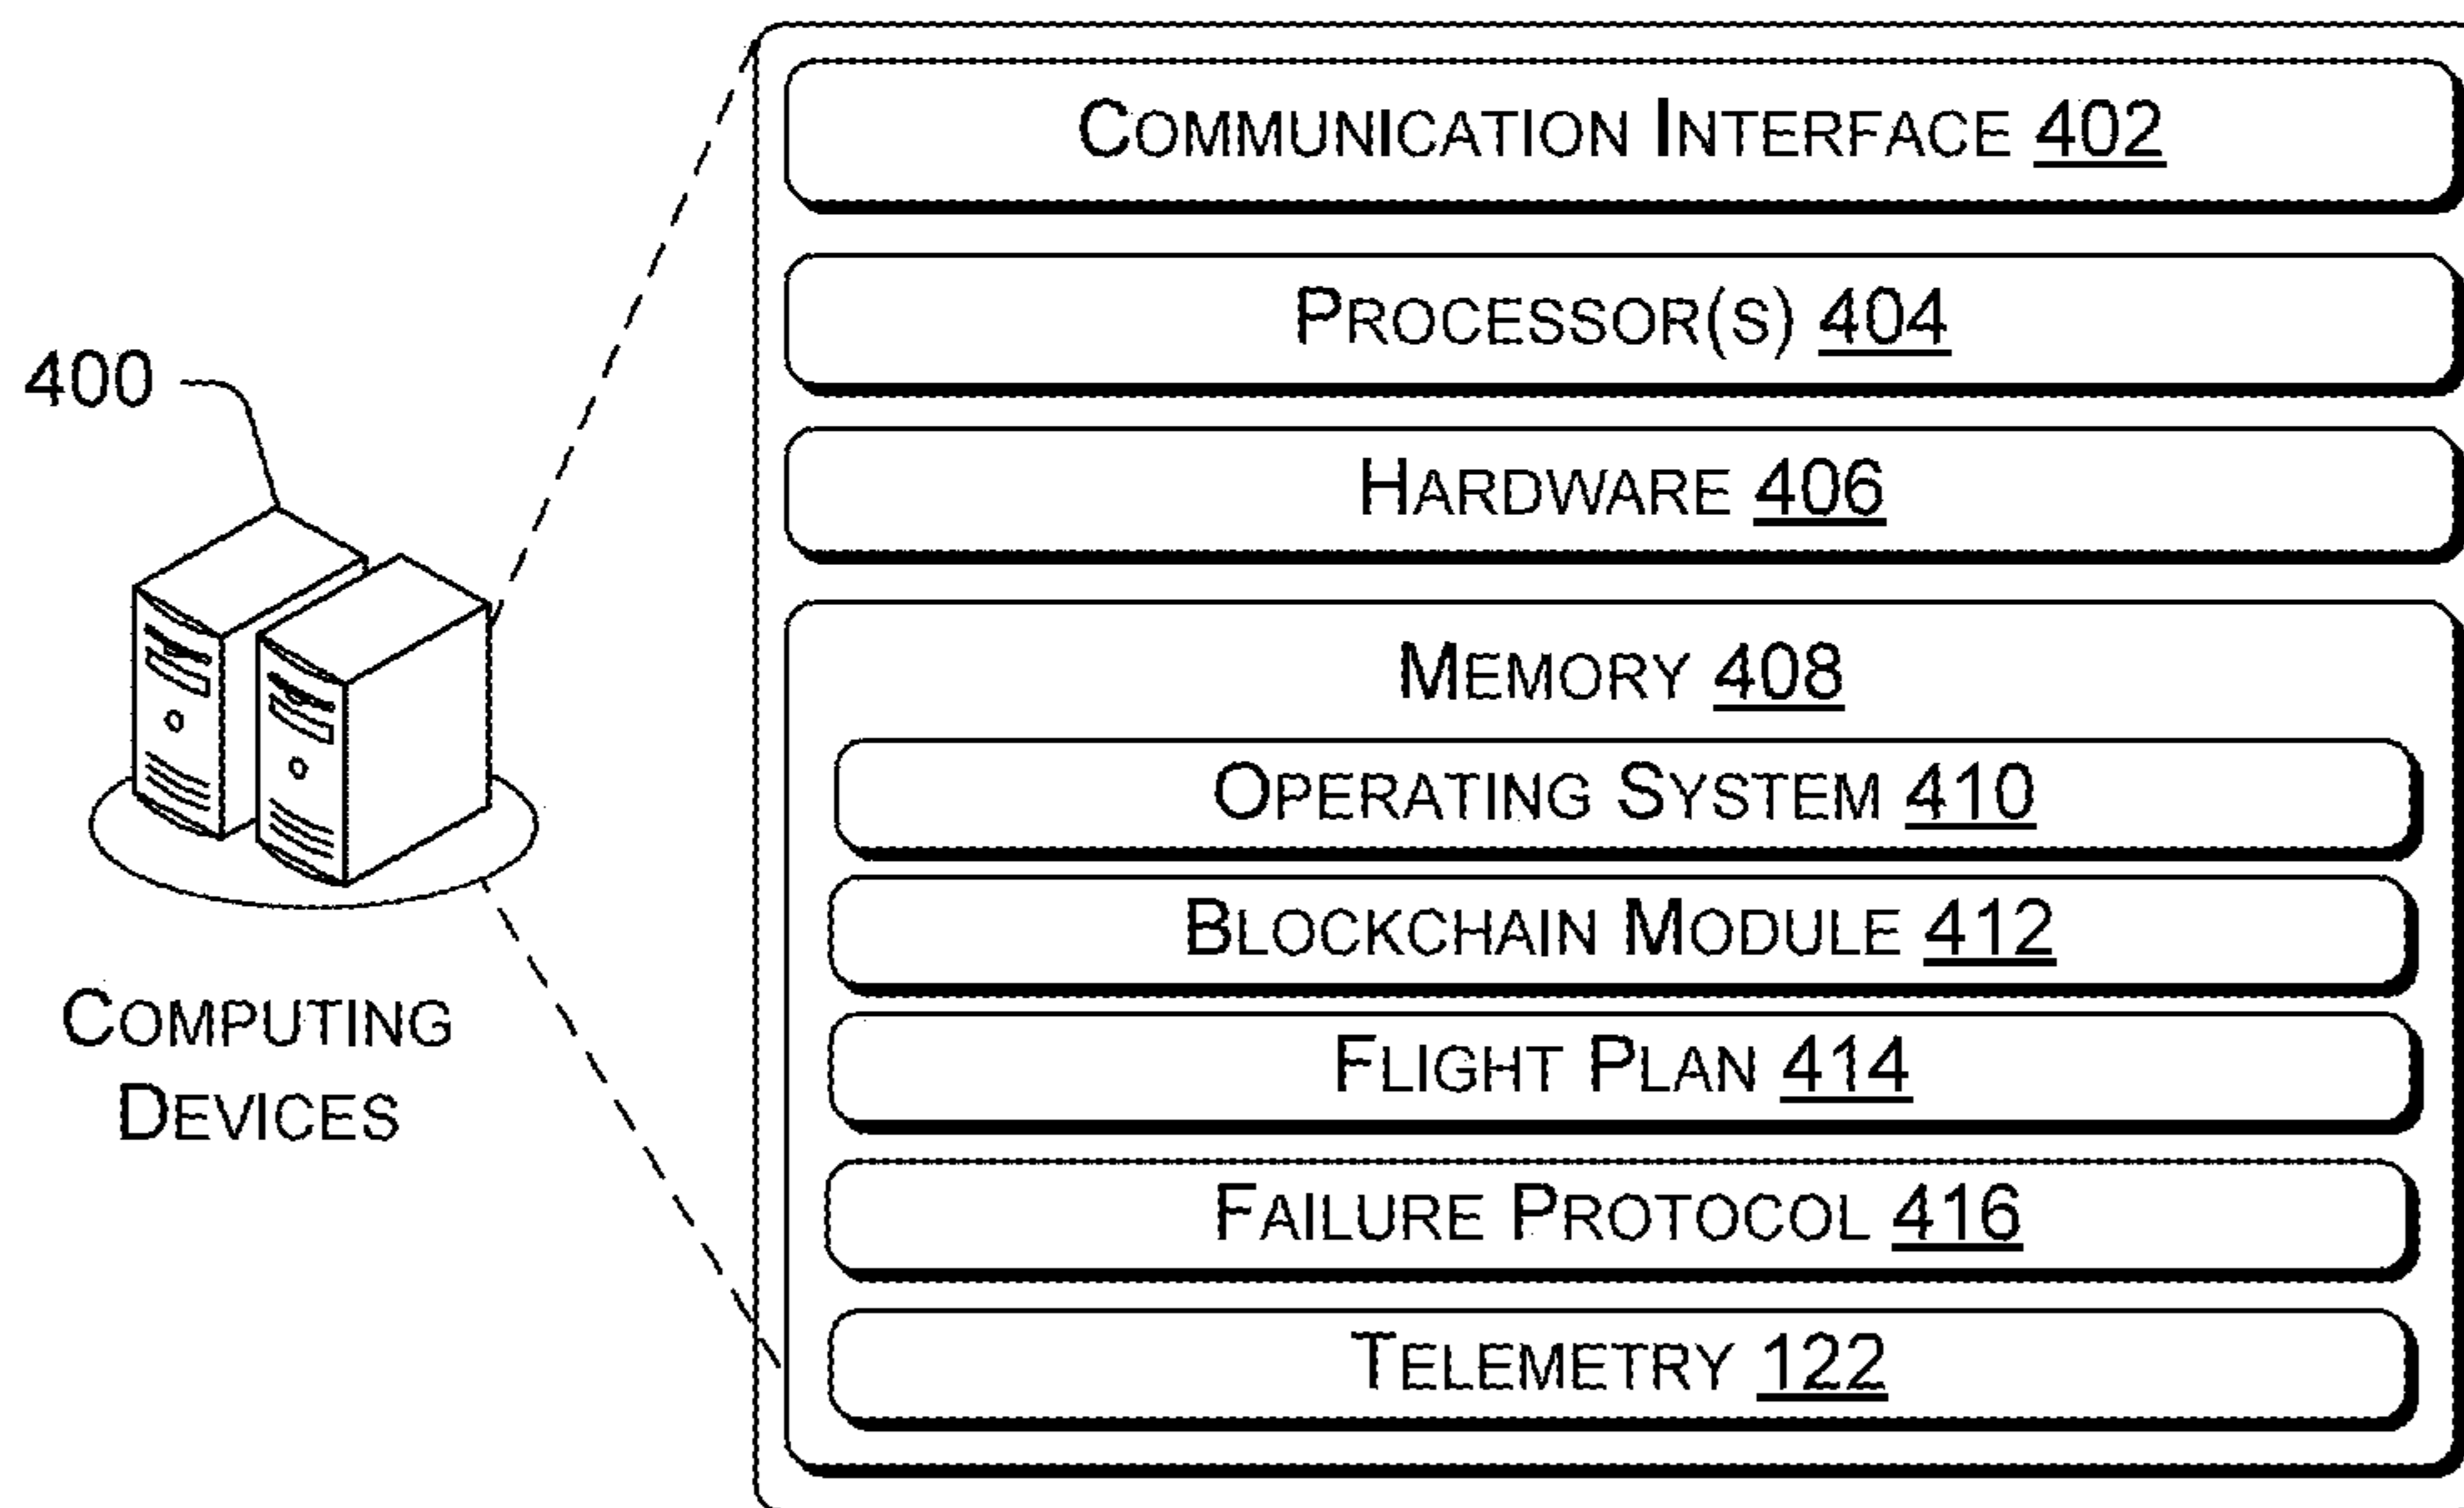 COMMUNICATION INTERFACE 402
PROCESSOR(S) 404
400
HARDWARE 406
MEMORY 408
OPERATING SYSTEM 410
BLOCKCHAIN MODULE 412
FLIGHT PLAN 414
FAILURE PROTOCOL 416
TELEMETRY 122
COMPUTING
DEVICES